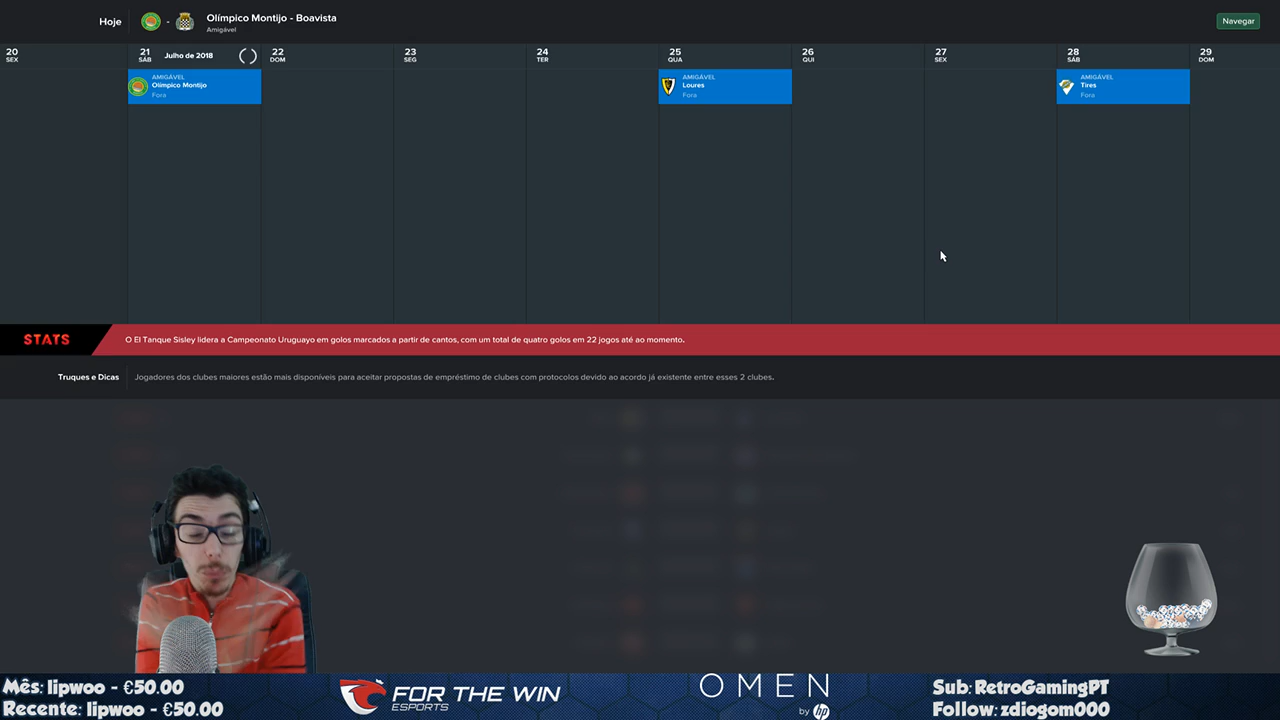 Hoje
Olímpico Montijo - Boavista
Amigável
Navegar
20
SEX
21
SÁB
Julho de 2018
22
DOM
23
SEG
24
TER
25
QUA
26
QUI
27
SEX
28
SÁB
29
DOM
AMIGÁVEL
Olímpico Montijo
Fora
AMIGÁVEL
Loures
Fora
AMIGÁVEL
Tires
Fora
STATS
O El Tanque Sisley lidera a Campeonato Uruguayo em golos marcados a partir de cantos, com um total de quatro golos em 22 jogos até ao momento.
Truques e Dicas
Jogadores dos clubes maiores estão mais disponíveis para aceitar propostas de empréstimo de clubes com protocolos devido ao acordo já existente entre esses 2 clubes.
Mês: lipwoo - €50.00
Recente: lipwoo - €50.00
FOR THE WIN
ESPORTS
OMEN
by hp
Sub: RetroGamingPT
Follow: zdiogom000